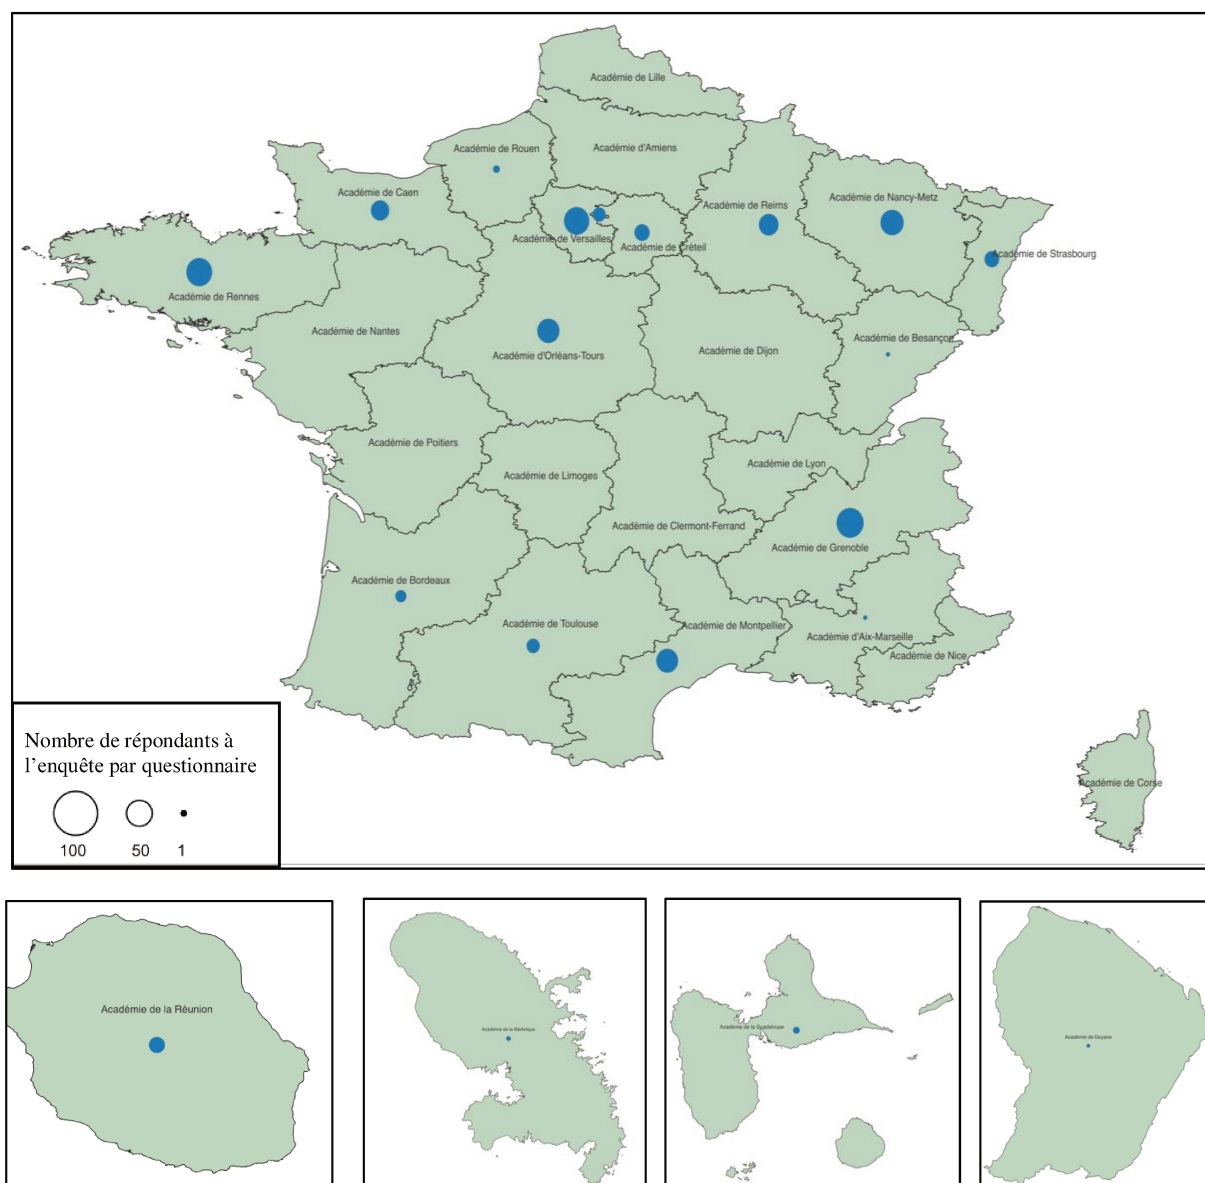 Académie de Lille
Académie de Rouen
Académie d'Amiens
Académie de Caen
Académie de Nancy-Metz
Académie de Reims
Académie de Versailles
Académie de Créteil
Académie de Strasbourg
Académie de Rennes
Académie de Nantes
Académie d'Orléans-Tours
Académie de Dijon
Académie de Besançon
Académie de Poitiers
Académie de Limoges
Académie de Lyon
Académie de Clermont-Ferrand
Académie de Grenoble
Académie de Bordeaux
Académie de Toulouse
Académie de Montpellier
Académie d'Aix-Marseille
Académie de Nice
Académie de Corse
Nombre de répondants à
l'enquête par questionnaire
100 50 1
Académie de la Réunion
Académie de la Martinique
Académie de la Guadeloupe
Académie de Guyane